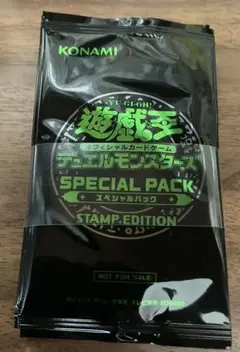 KONAMI
YU-GI-OH!
遊戯王
オフィシャルカードゲーム
デュエルモンスターズ
SPECIAL PACK
スペシャルパック
STAMP EDITION
NOT FOR SALE